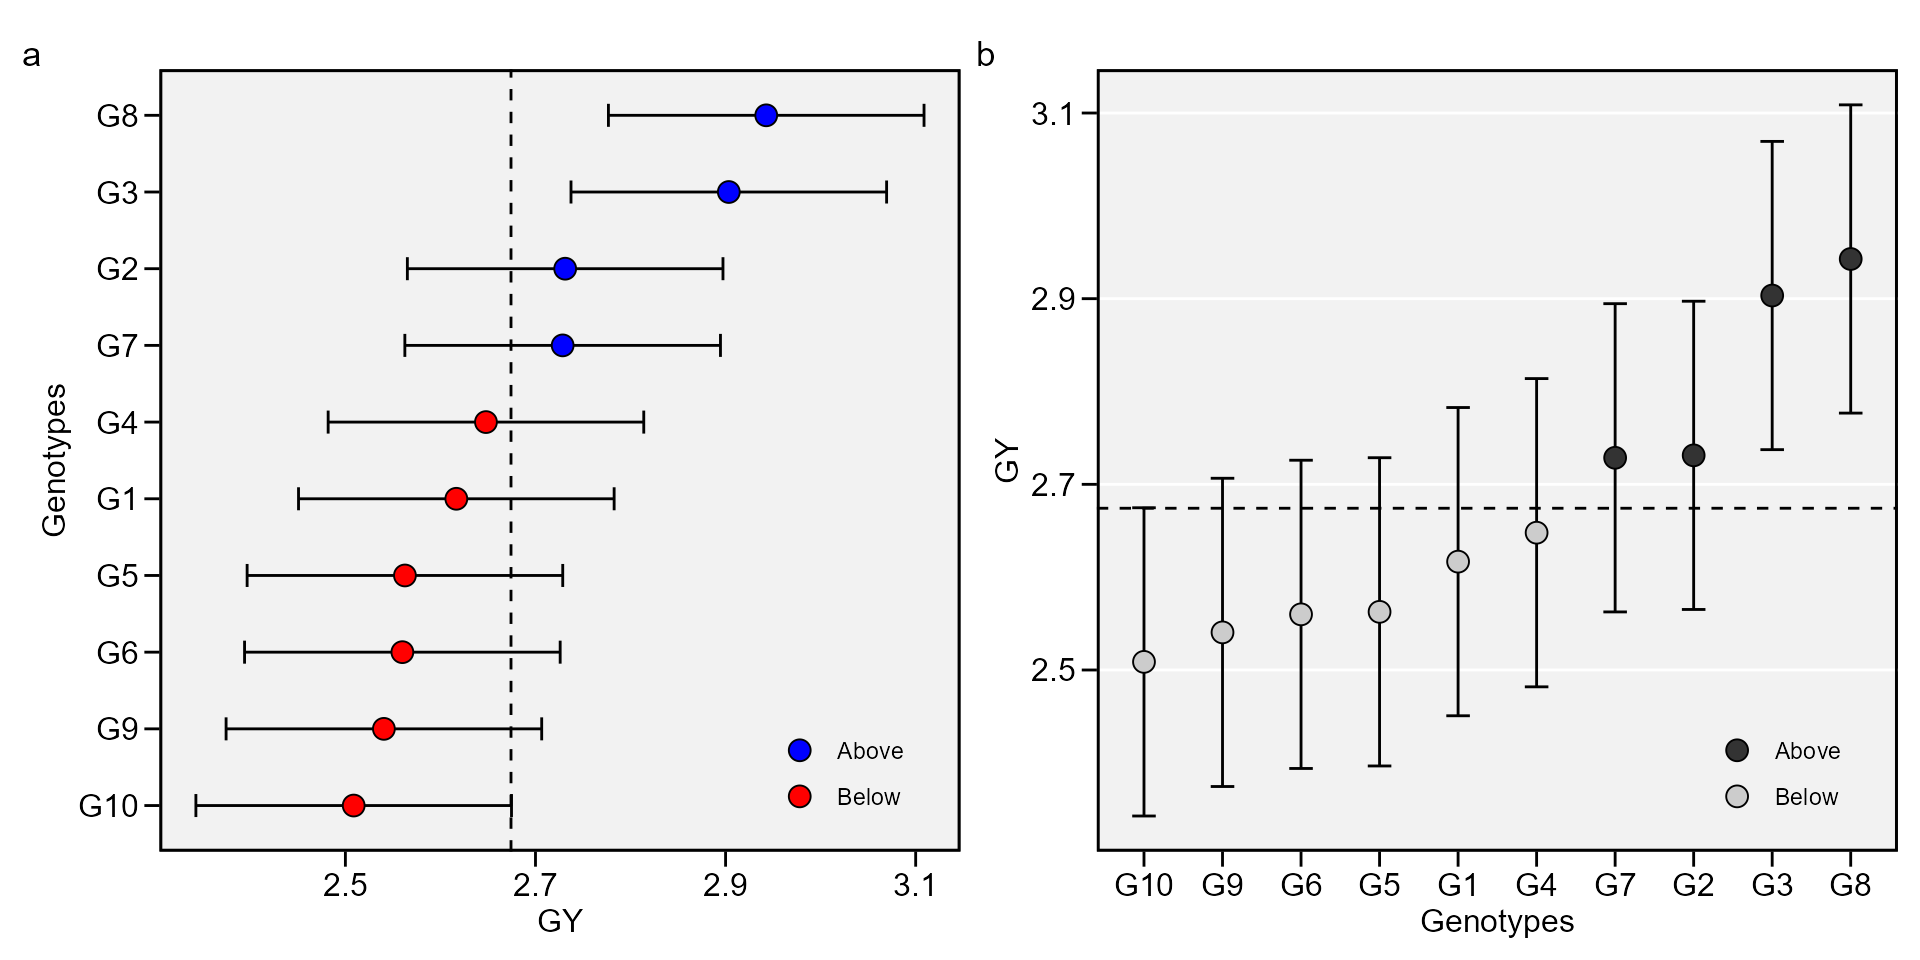 a
G8
G3
G2
G7
G4
G1
G5
G6
G9
G10
Genotypes
2.5 2.7 2.9 3.1
GY
Above
Below
b
3.1
2.9
2.7
2.5
GY
G10 G9 G6 G5 G1 G4 G7 G2 G3 G8
Genotypes
Above
Below